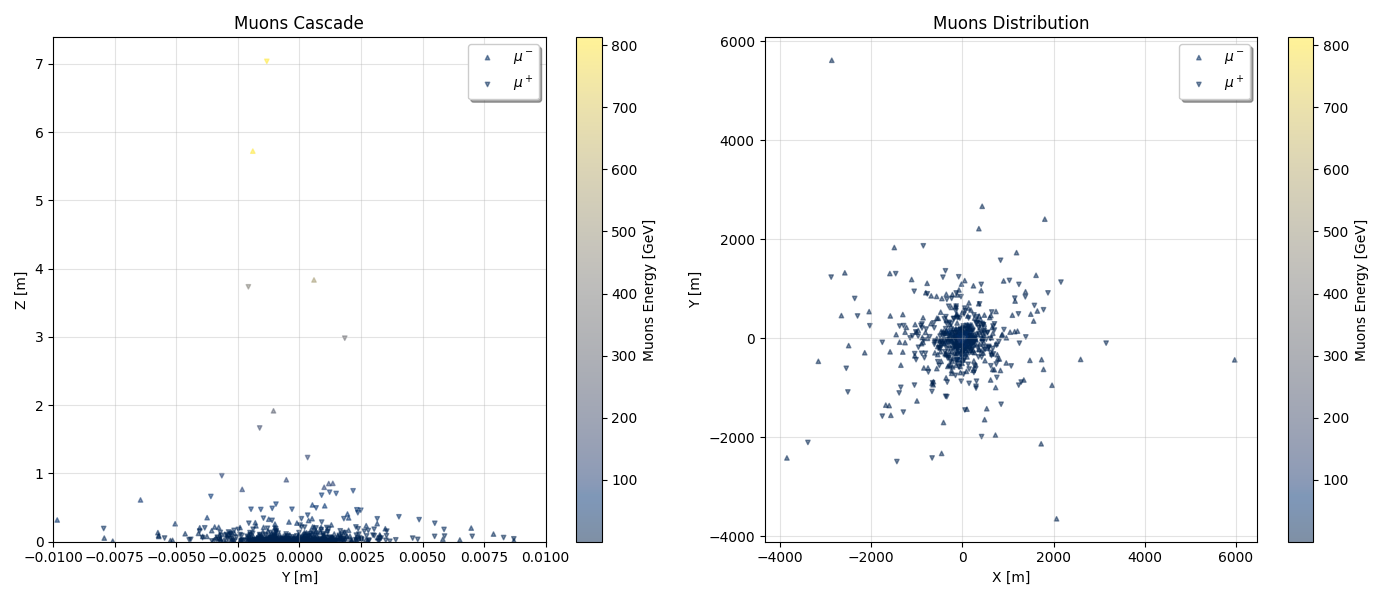 Muons Cascade
μ⁻
μ⁺
7
6
5
4
3
2
1
0
Z [m]
−0.0100 −0.0075 −0.0050 −0.0025 0.0000 0.0025 0.0050 0.0075 0.0100
Y [m]
800
700
600
500
400
300
200
100
Muons Energy [GeV]
Muons Distribution
μ⁻
μ⁺
6000
4000
2000
0
−2000
−4000
Y [m]
−4000 −2000 0 2000 4000 6000
X [m]
800
700
600
500
400
300
200
100
Muons Energy [GeV]